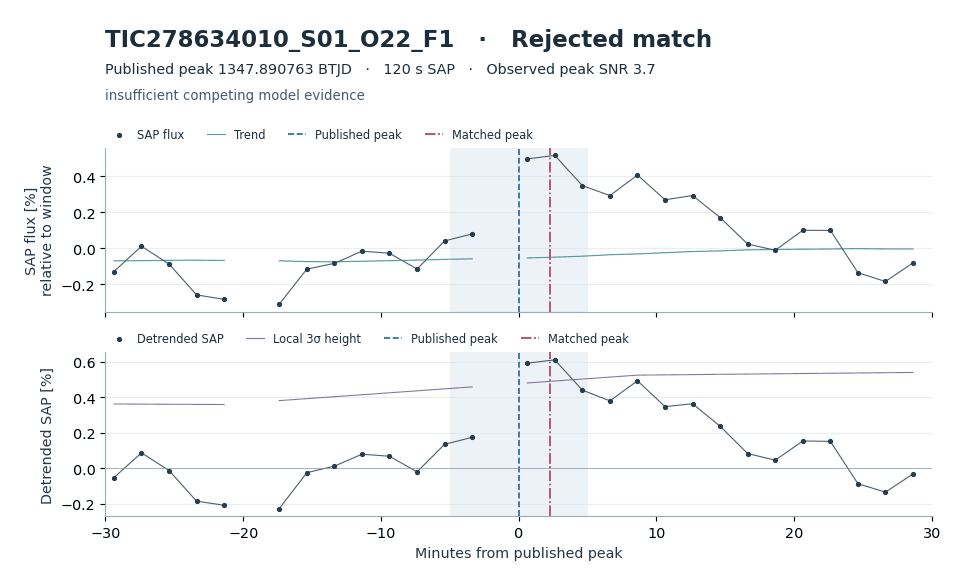 TIC278634010_S01_O22_F1 · Rejected match
Published peak 1347.890763 BTJD · 120 s SAP · Observed peak SNR 3.7
insufficient competing model evidence
SAP flux Trend Published peak Matched peak
SAP flux [%]
relative to window
0.4
0.2
0.0
−0.2
Detrended SAP Local 3σ height Published peak Matched peak
Detrended SAP [%]
0.6
0.4
0.2
0.0
−0.2
−30 −20 −10 0 10 20 30
Minutes from published peak